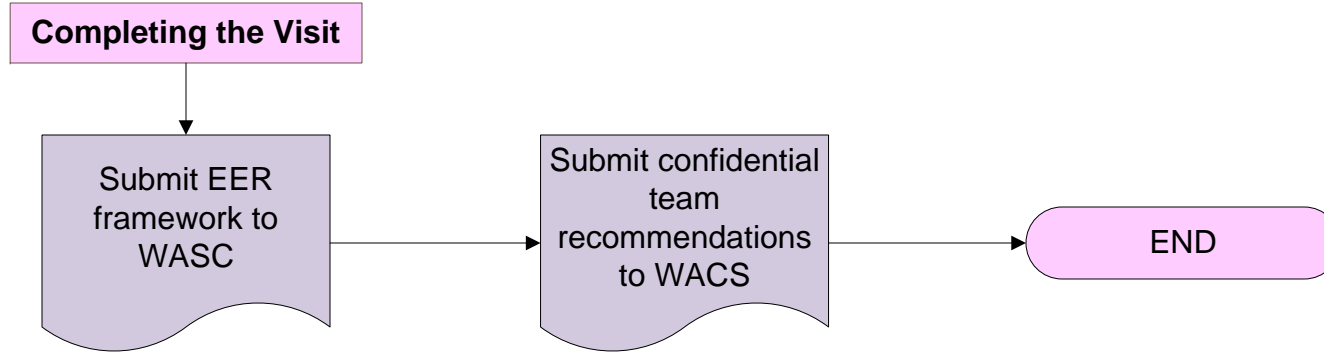 Completing the Visit
Submit EER
framework to
WASC
Submit confidential
team
recommendations
to WACS
END